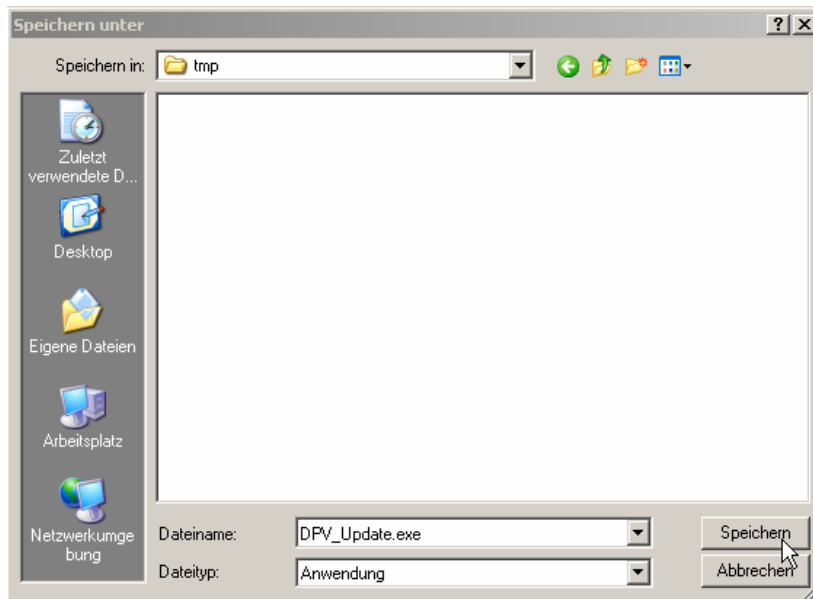 Speichern unter
?
Speichern in:
tmp
Zuletzt
verwendete D...
Desktop
Eigene Dateien
Arbeitsplatz
Netzwerkumge
bung
Dateiname:
DPV_Update.exe
Speichern
Dateityp:
Anwendung
Abbrechen